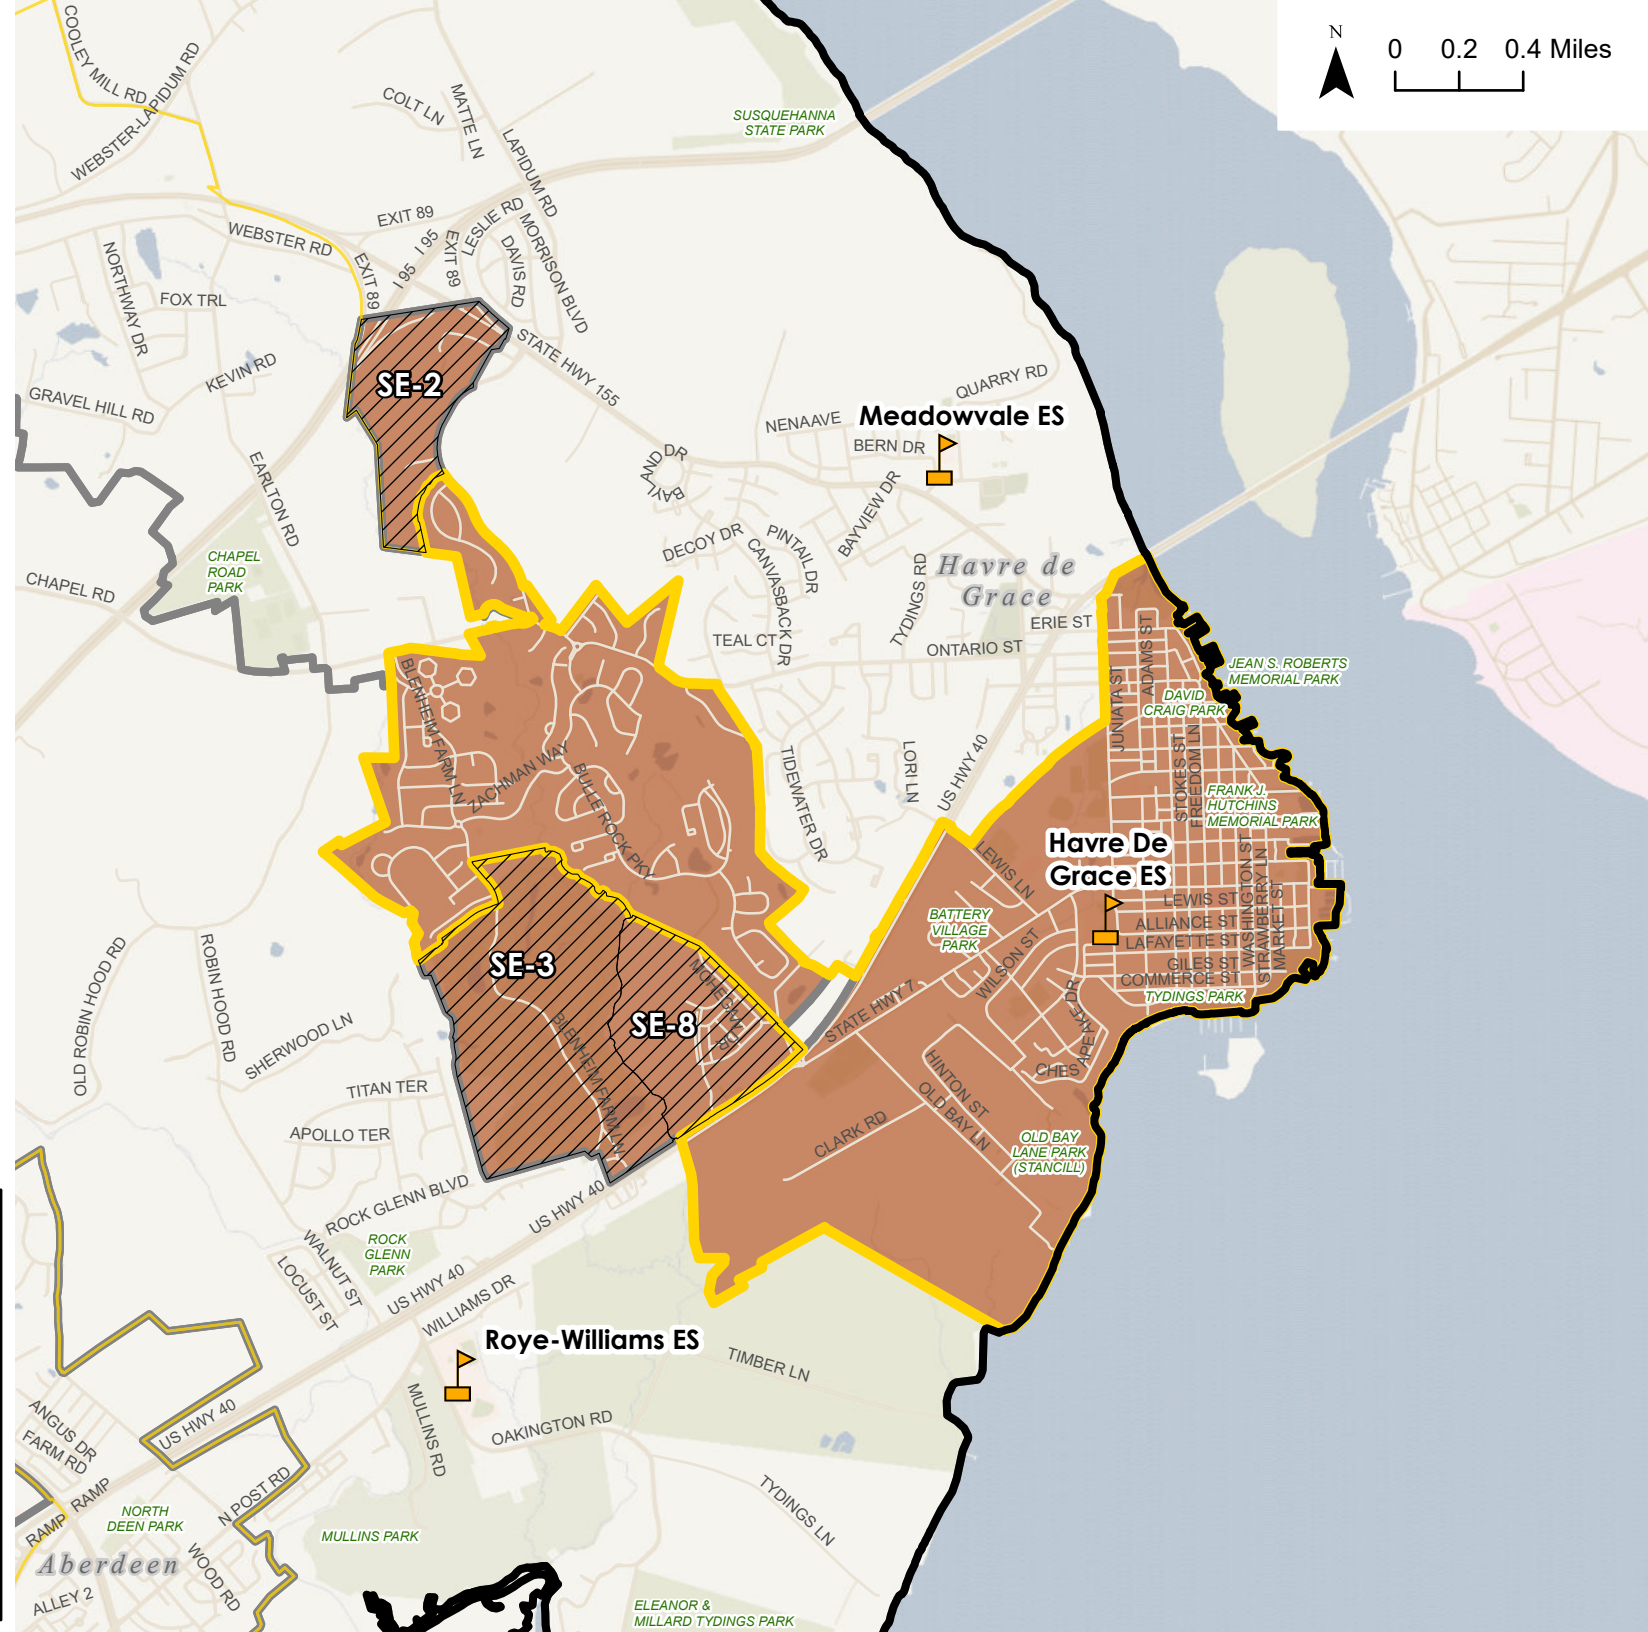 N
0 0.2 0.4 Miles
COOLEY MILL RD
WEBSTER-LAPIDUM RD
COLT LN
MATTE LN
LAPIDUM RD
SUSQUEHANNA
STATE PARK
WEBSTER RD
EXIT 89
I 95
I 95
EXIT 89
EXIT 89
LESLIE RD
DAVIS RD
MORRISON BLVD
NORTHWAY DR
FOX TRL
KEVIN RD
GRAVEL HILL RD
SE-2
STATE HWY 155
QUARRY RD
NENAAVE
Meadowvale ES
BERN DR
BAYLAND DR
BAYVIEW DR
DECOY DR
PINTAIL DR
CANVASBACK DR
TEAL CT
TYDINGS RD
Havre de
Grace
ERIE ST
ONTARIO ST
EARLTON RD
CHAPEL
ROAD
PARK
CHAPEL RD
JUNIATA ST
ADAMS ST
JEAN S. ROBERTS
MEMORIAL PARK
DAVID
CRAIG PARK
STOKES ST
FREEDOM LN
FRANK J.
HUTCHINS
MEMORIAL PARK
BLENHEIM FARM LN
ZACHMAN WAY
BULLE ROCK PKY
TIDEWATER DR
LORI LN
US HWY 40
Havre De
Grace ES
LEWIS LN
BATTERY
VILLAGE
PARK
WILSON ST
LEWIS ST
ALLIANCE ST
LAFAYETTE ST
GILES ST
COMMERCE ST
WASHINGTON ST
STRAWBERRY LN
MARKET ST
TYDINGS PARK
SE-3
SE-8
BLENHEIM FARM LN
STATE HWY 7
CHESAPEAKE DR
HINTON ST
OLD BAY LN
CLARK RD
OLD BAY
LANE PARK
(STANCILL)
OLD ROBIN HOOD RD
ROBIN HOOD RD
SHERWOOD LN
TITAN TER
APOLLO TER
ROCK GLENN BLVD
US HWY 40
ROCK
GLENN
PARK
WALNUT ST
LOCUST ST
US HWY 40
WILLIAMS DR
Roye-Williams ES
TIMBER LN
MULLINS RD
OAKINGTON RD
TYDINGS LN
US HWY 40
ANGUS DR
FARM RD
RAMP
RAMP
N POST RD
NORTH
DEEN PARK
MULLINS PARK
Aberdeen
WOOD RD
ALLEY 2
ELEANOR &
MILLARD TYDINGS PARK